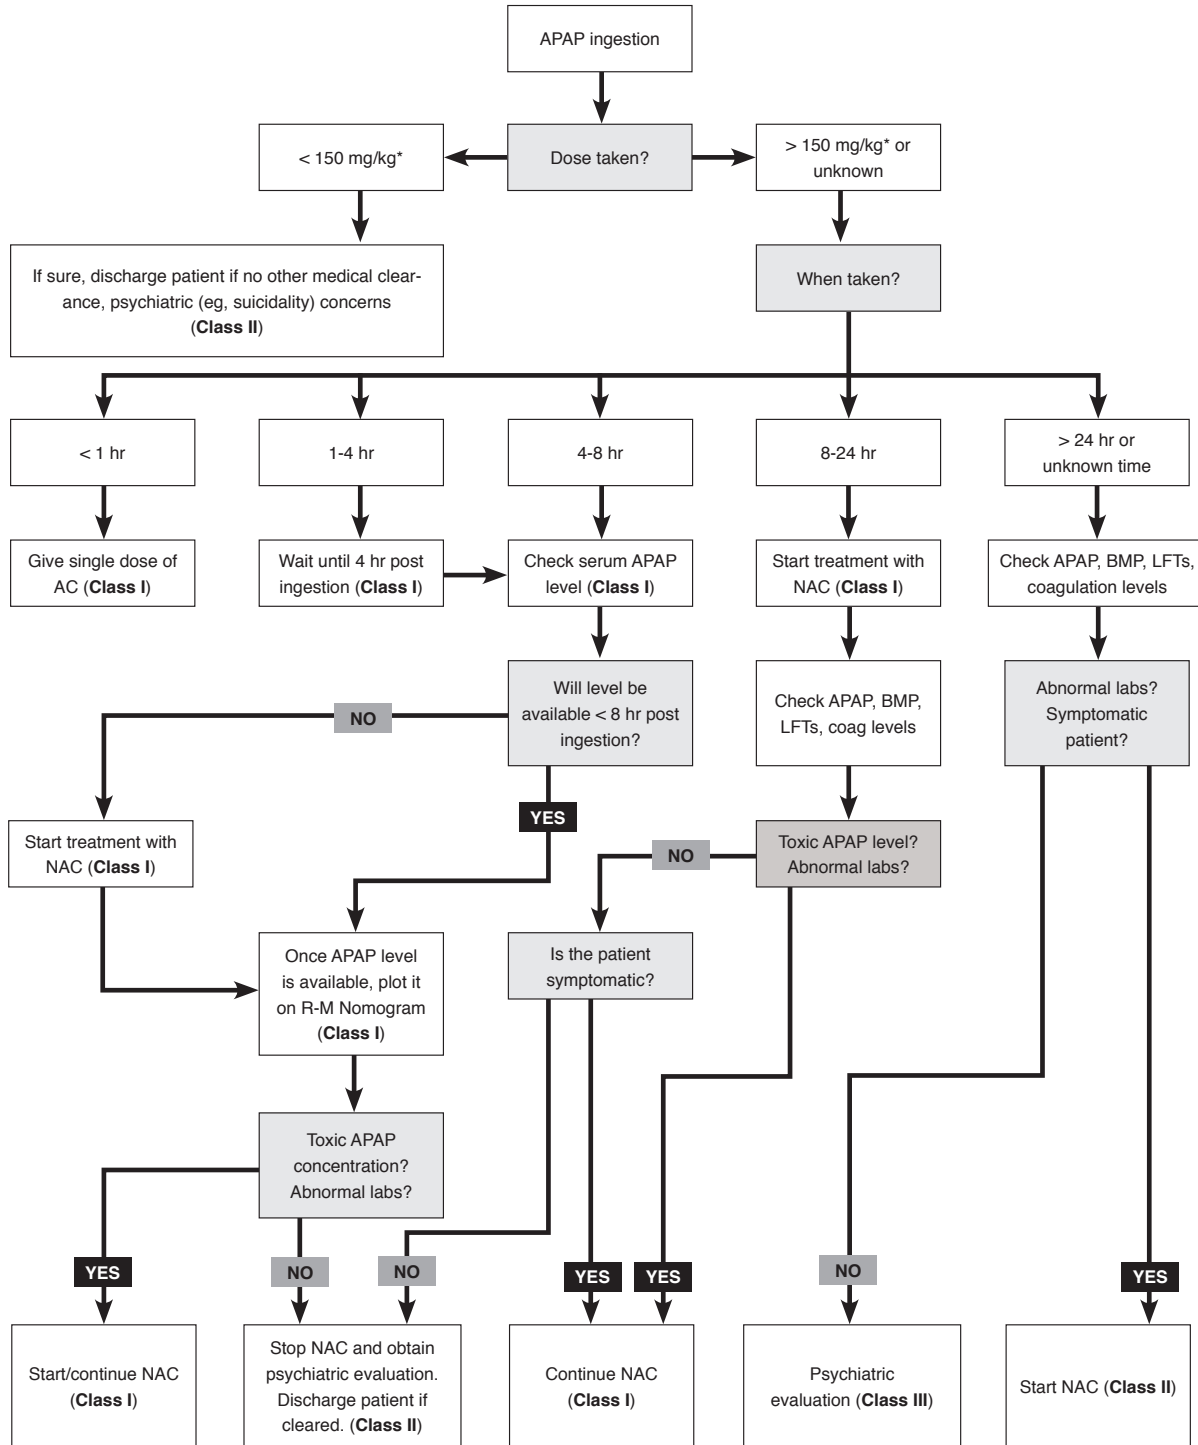 APAP ingestion
< 150 mg/kg*
Dose taken?
> 150 mg/kg* or
unknown
If sure, discharge patient if no other medical clear-
ance, psychiatric (eg, suicidality) concerns
(Class II)
When taken?
< 1 hr
1-4 hr
4-8 hr
8-24 hr
> 24 hr or
unknown time
Give single dose of
AC (Class I)
Wait until 4 hr post
ingestion (Class I)
Check serum APAP
level (Class I)
Start treatment with
NAC (Class I)
Check APAP, BMP, LFTs,
coagulation levels
Will level be
available < 8 hr post
ingestion?
Check APAP, BMP,
LFTs, coag levels
Abnormal labs?
Symptomatic
patient?
NO
YES
Start treatment with
NAC (Class I)
NO
Toxic APAP level?
Abnormal labs?
Once APAP level
is available, plot it
on R-M Nomogram
(Class I)
Is the patient
symptomatic?
Toxic APAP
concentration?
Abnormal labs?
YES
NO
NO
YES
YES
NO
YES
Start/continue NAC
(Class I)
Stop NAC and obtain
psychiatric evaluation.
Discharge patient if
cleared. (Class II)
Continue NAC
(Class I)
Psychiatric
evaluation (Class III)
Start NAC (Class II)